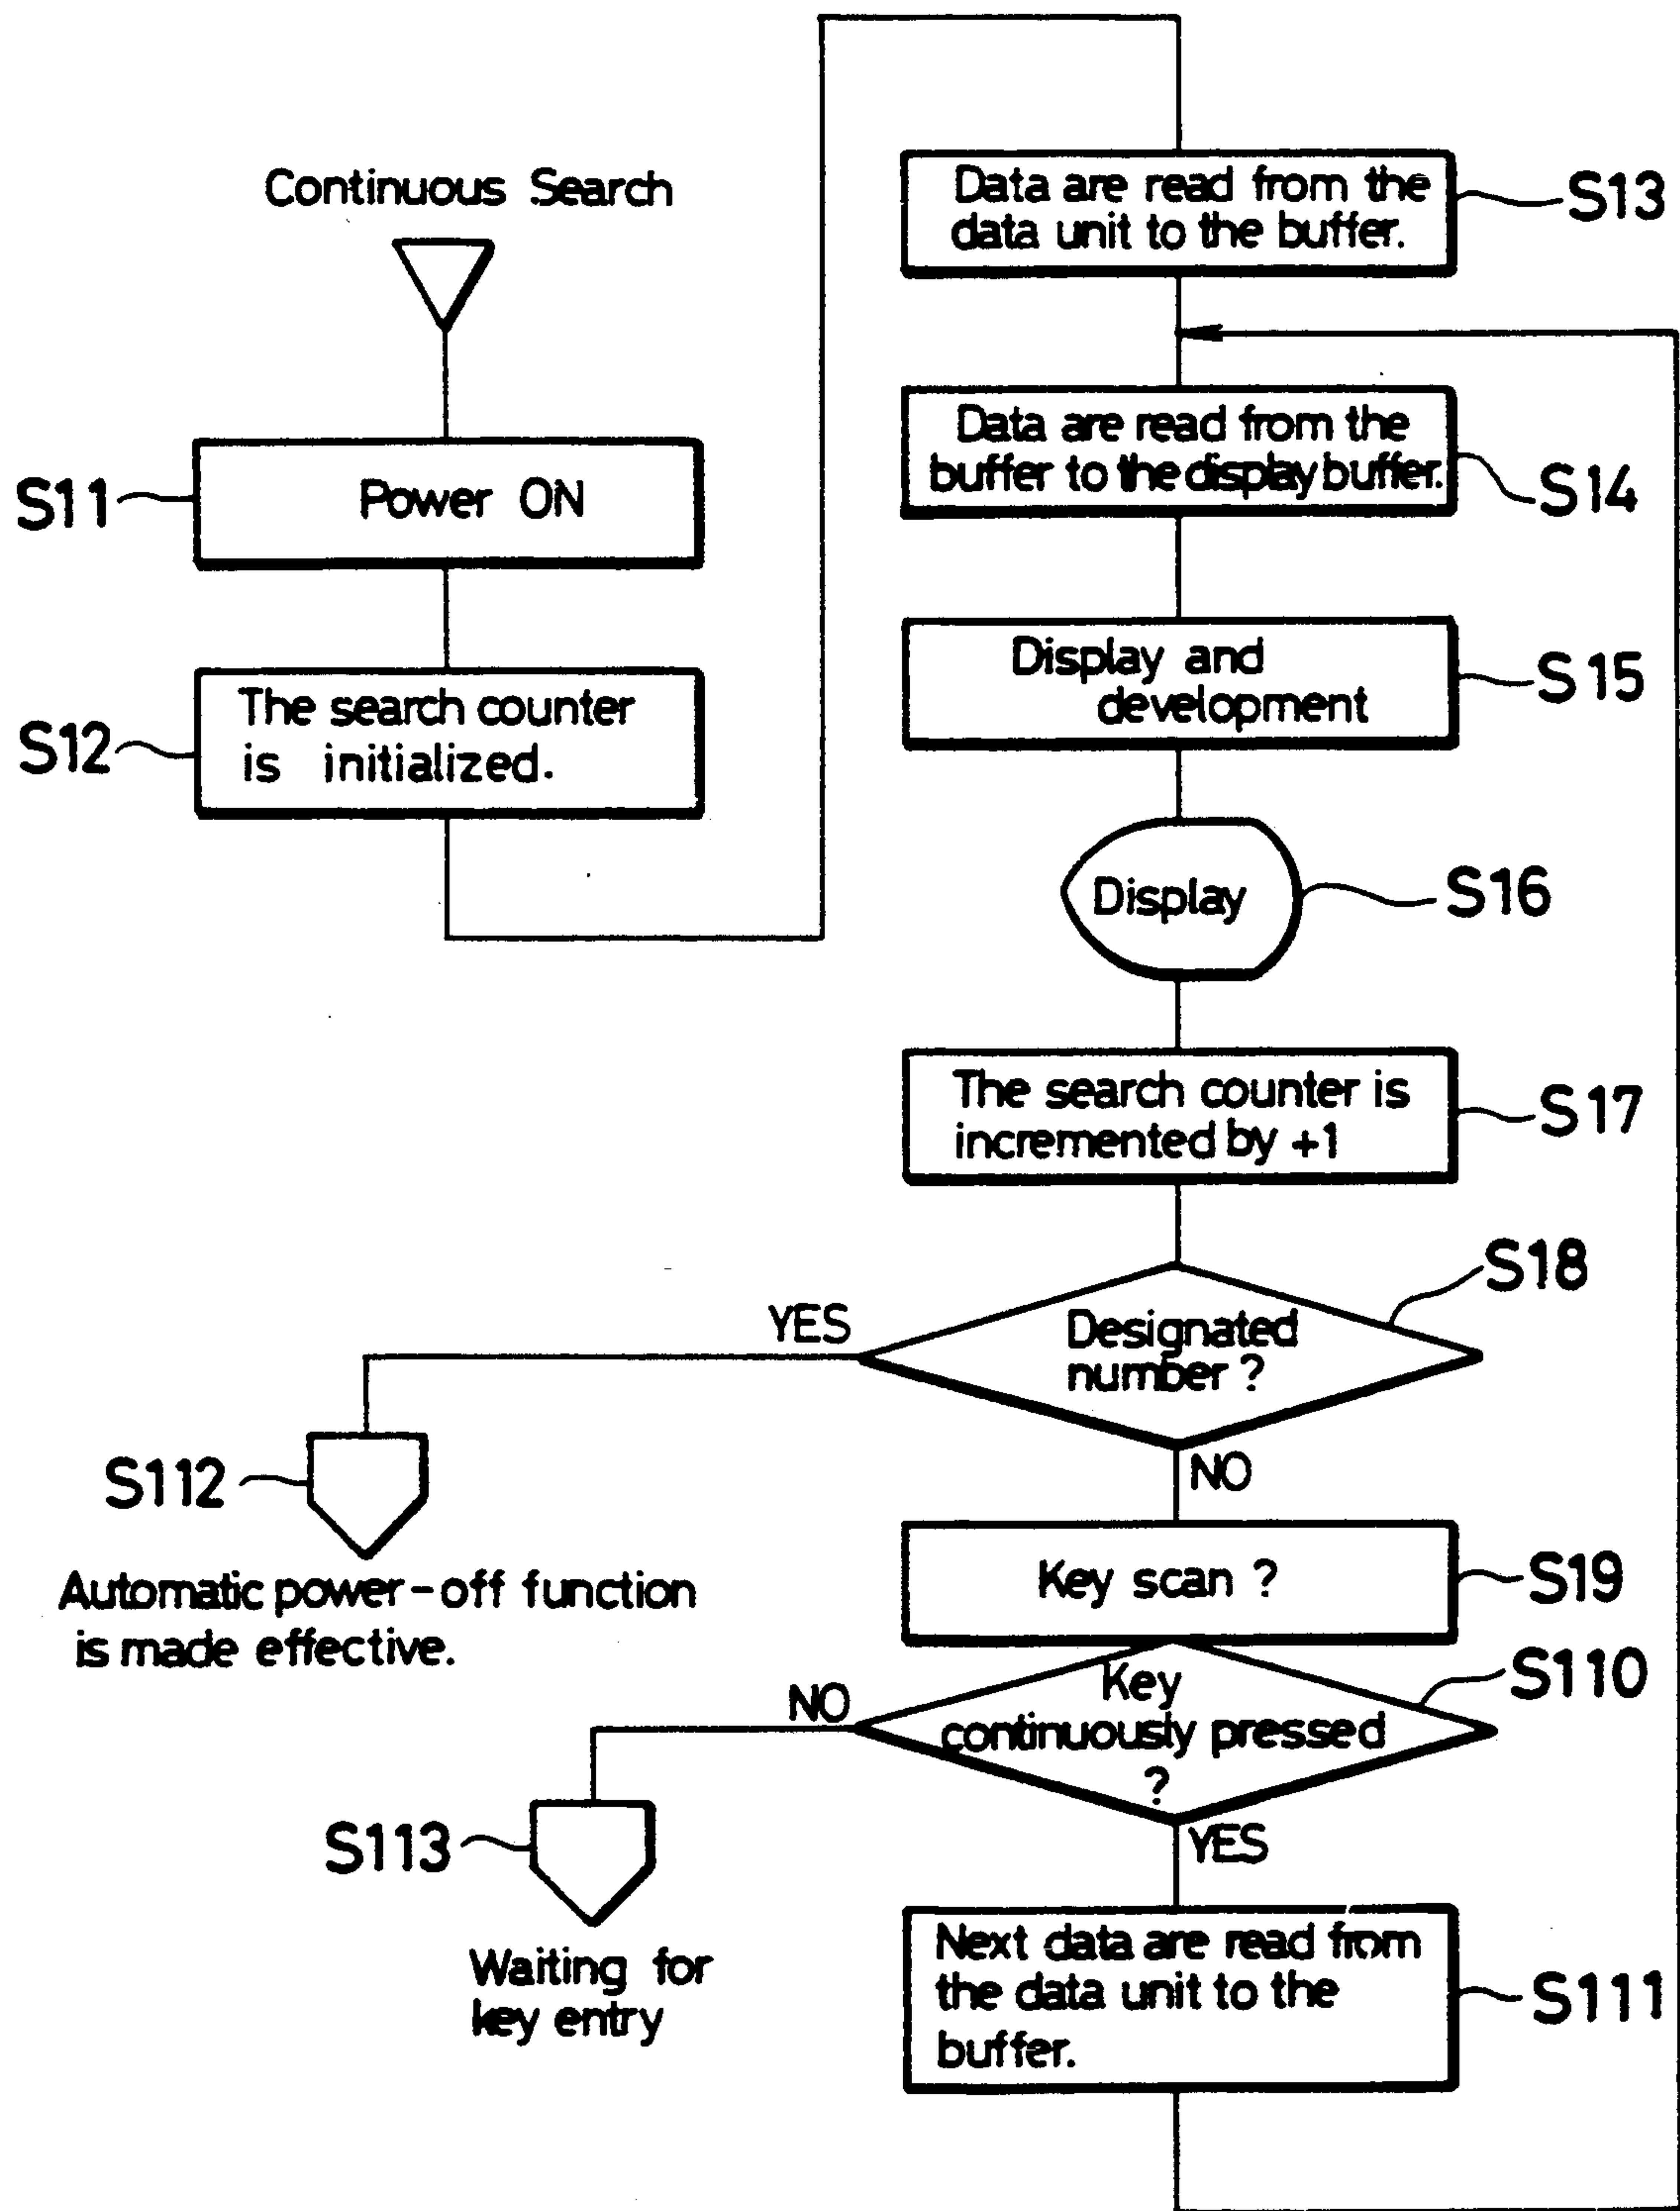 Continuous Search
S11
Power ON
S12
The search counter
is initialized.
Data are read from the
data unit to the buffer.
S13
Data are read from the
buffer to the display buffer.
S14
Display and
development
S15
Display
S16
The search counter is
incremented by +1
S17
Designated
number ?
S18
YES
NO
S112
Automatic power-off function
is made effective.
Key scan ?
S19
Key
continuously pressed
?
S110
NO
YES
S113
Waiting for
key entry
Next data are read from
the data unit to the
buffer.
S111